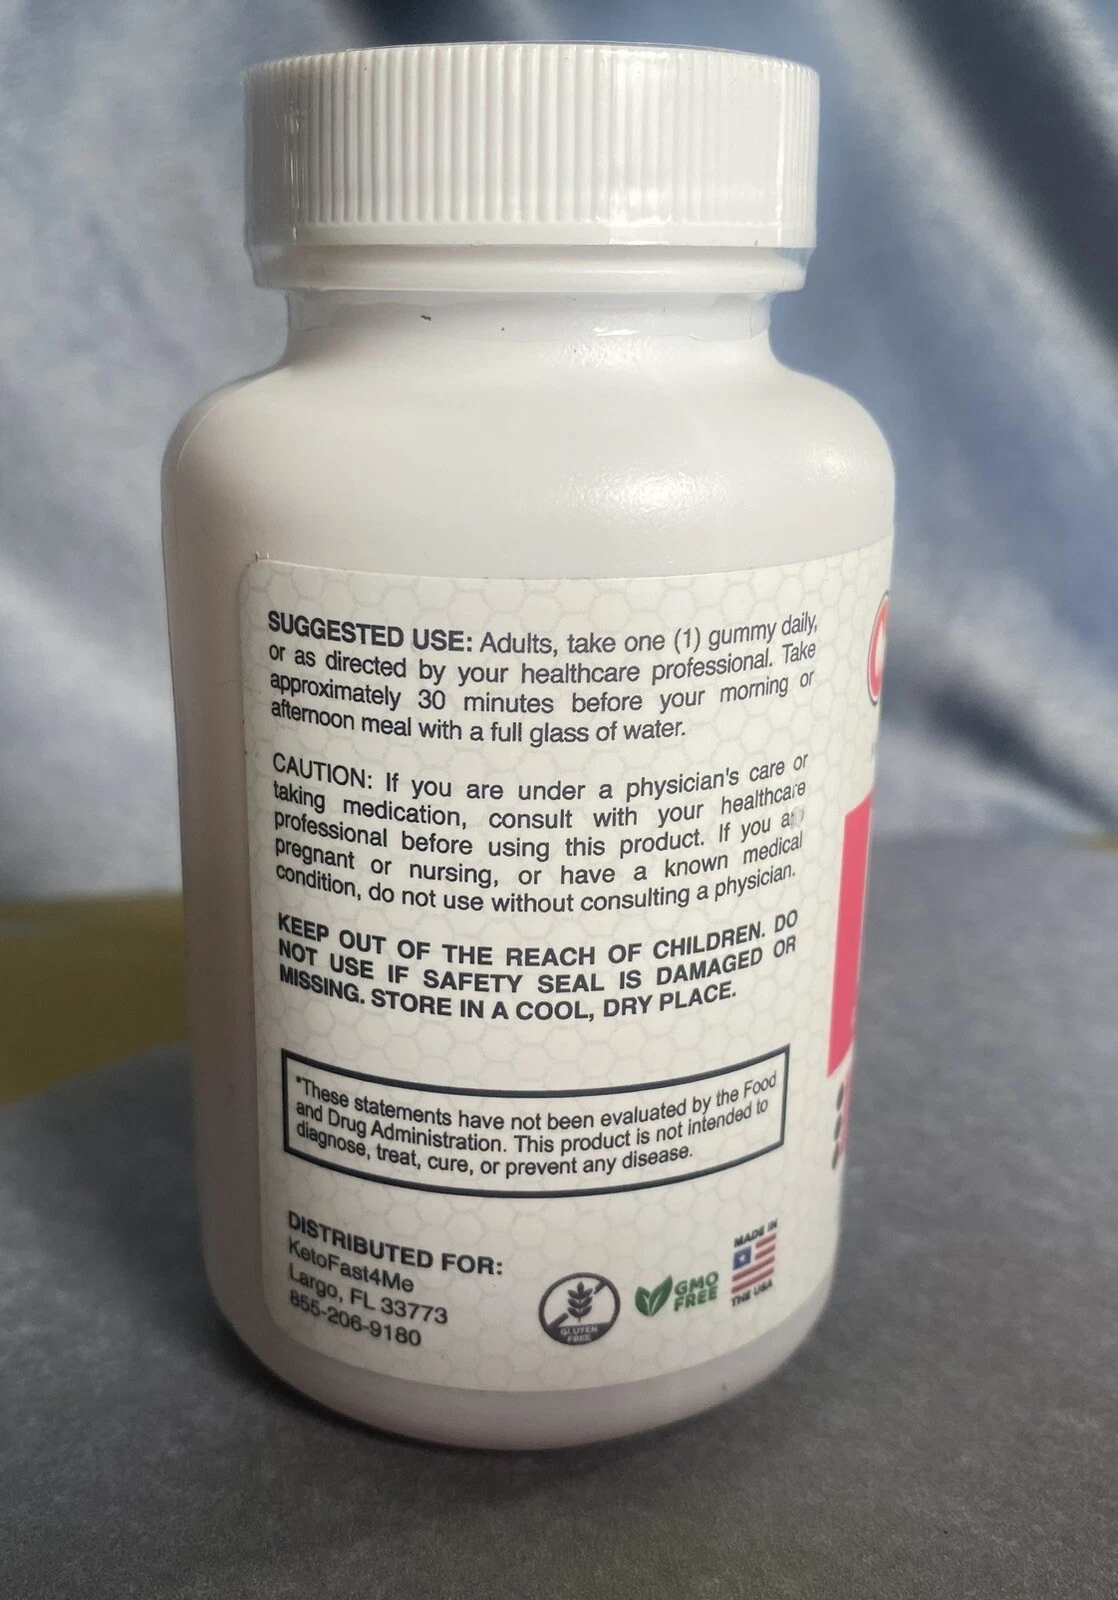 SUGGESTED USE: Adults, take one (1) gummy daily,
or as directed by your healthcare professional. Take
approximately 30 minutes before your morning or
afternoon meal with a full glass of water.
CAUTION: If you are under a physician's care or
taking medication, consult with your healthcare
professional before using this product. If you
pregnant or nursing, or have a known medical
condition, do not use without consulting a physician.
KEEP OUT OF THE REACH OF CHILDREN. DO
NOT USE IF SAFETY SEAL IS DAMAGED OR
MISSING. STORE IN A COOL, DRY PLACE.
*These statements have not been evaluated by the Food
and Drug Administration. This product is not intended to
diagnose, treat, cure, or prevent any disease.
DISTRIBUTED FOR:
KetoFast4Me
Largo, FL 33773
855-206-9180
GLUTEN
FREE
GMO
FREE
MADE IN
THE USA